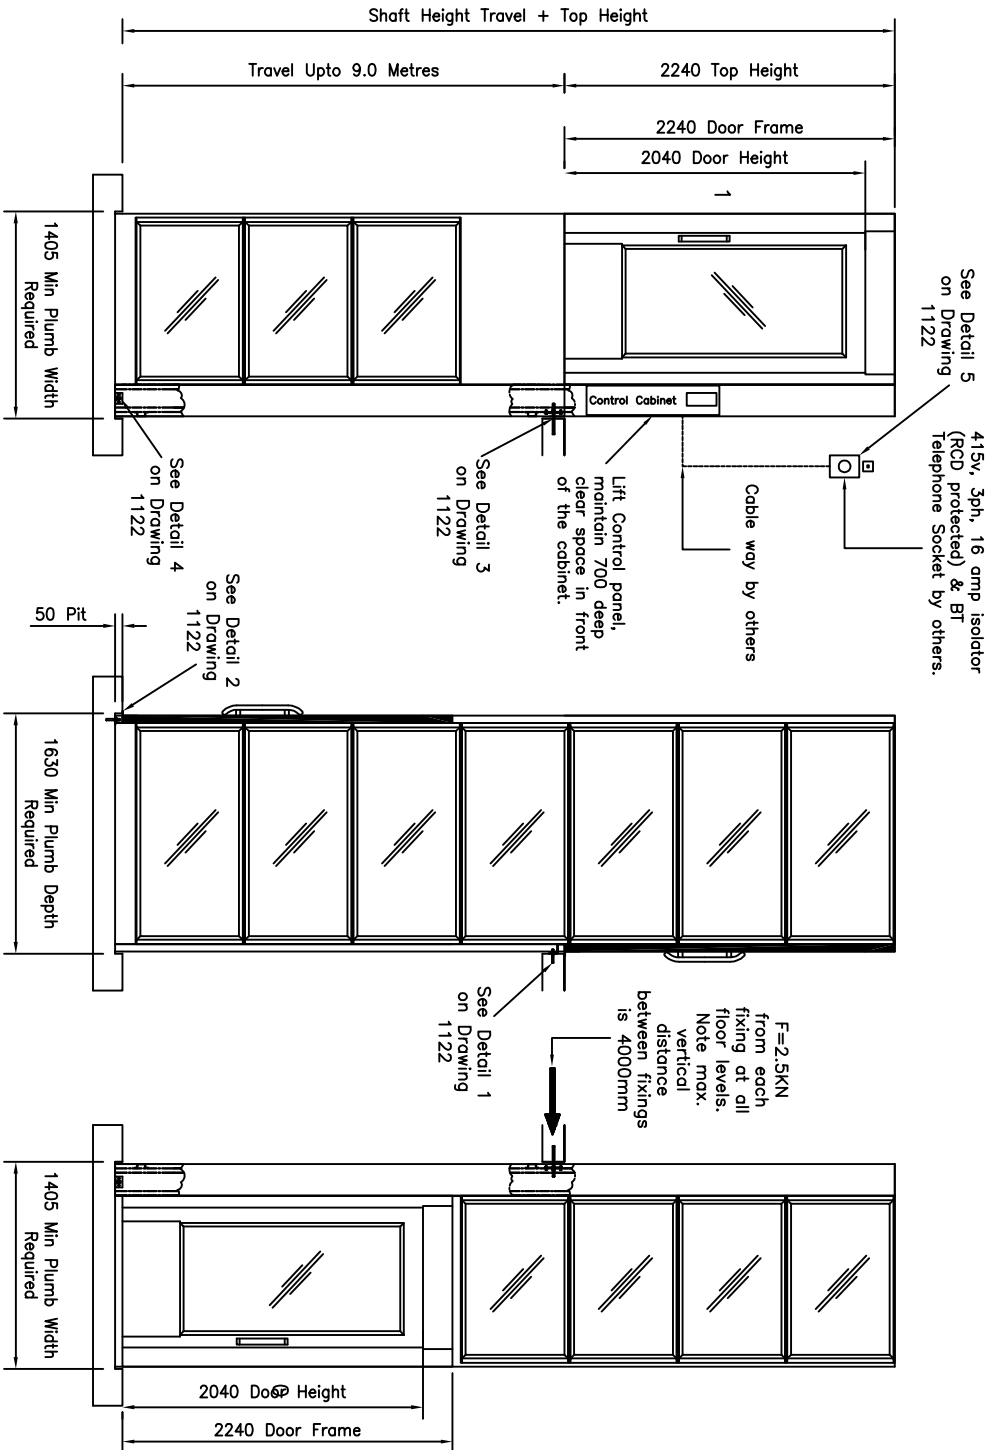 Shaft Height Travel + Top Height
Travel Upto 9.0 Metres
2240 Top Height
2240 Door Frame
2040 Door Height
1
1405 Min Plumb Width
Required
Control Cabinet
See Detail 5
on Drawing
1122
415v, 3ph, 16 amp isolator
(RCD protected) & BT
Telephone Socket by others.
Cable way by others
Lift Control panel,
maintain 700 deep
clear space in front
of the cabinet.
See Detail 3
on Drawing
1122
See Detail 4
on Drawing
1122
See Detail 2
on Drawing
1122
50 Pit
1630 Min Plumb Depth
Required
See Detail 1
on Drawing
1122
F=2.5KN
from each
fixing at all
floor levels.
Note max.
vertical
distance
between fixings
is 4000mm
1405 Min Plumb Width
Required
2040 Door Height
0
2240 Door Frame